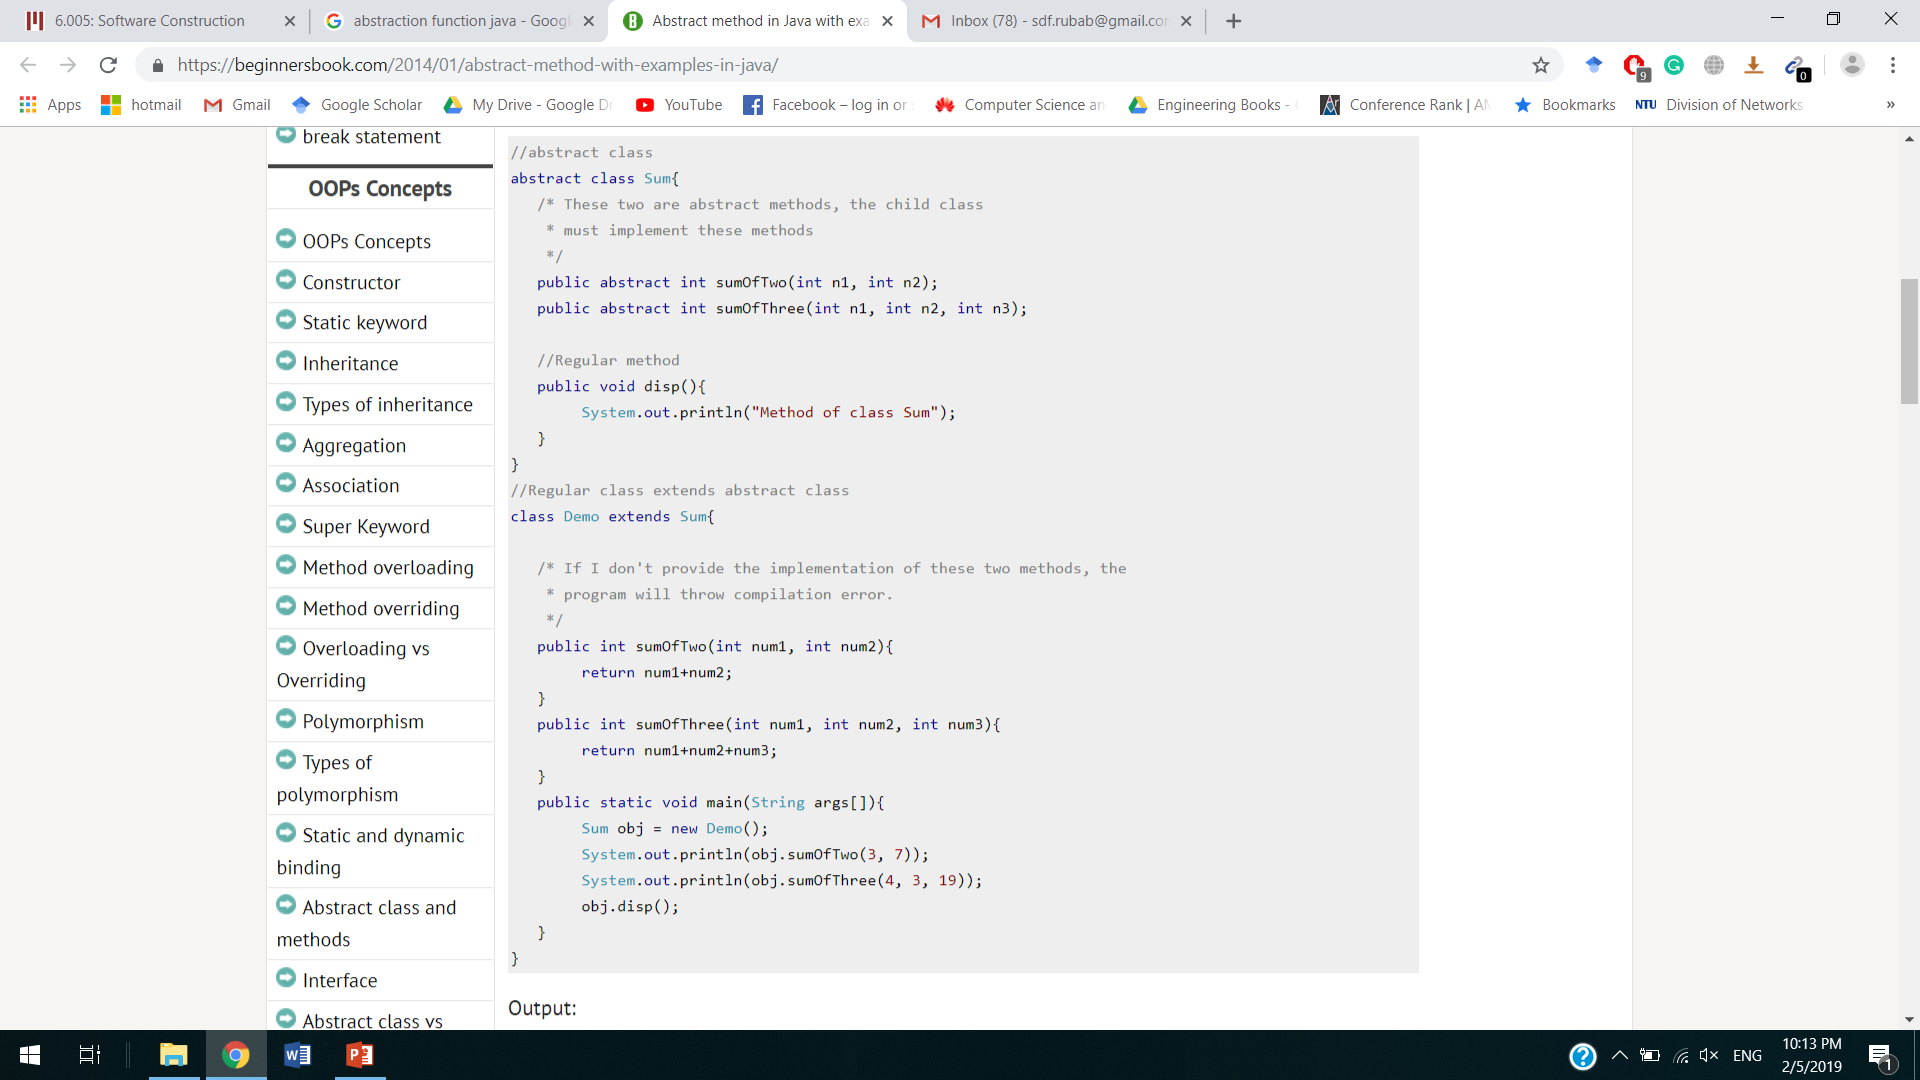 6.005: Software Construction
abstraction function java - Googl
Abstract method in Java with exa
Inbox (78) - sdf.rubab@gmail.con
https://beginnersbook.com/2014/01/abstract-method-with-examples-in-java/
9
0
Apps
hotmail
Gmail
Google Scholar
My Drive - Google Dr
YouTube
Facebook – log in or
Computer Science an
Engineering Books -
Conference Rank | AN
Bookmarks
NTU Division of Networks
»
break statement
OOPs Concepts
OOPs Concepts
Constructor
Static keyword
Inheritance
Types of inheritance
Aggregation
Association
Super Keyword
Method overloading
Method overriding
Overloading vs
Overriding
Polymorphism
Types of
polymorphism
Static and dynamic
binding
Abstract class and
methods
Interface
Abstract class vs
//abstract class
abstract class Sum{
/* These two are abstract methods, the child class
* must implement these methods
*/
public abstract int sumOfTwo(int n1, int n2);
public abstract int sumOfThree(int n1, int n2, int n3);
//Regular method
public void disp(){
System.out.println("Method of class Sum");
}
}
//Regular class extends abstract class
class Demo extends Sum{
/* If I don't provide the implementation of these two methods, the
* program will throw compilation error.
*/
public int sumOfTwo(int num1, int num2){
return num1+num2;
}
public int sumOfThree(int num1, int num2, int num3){
return num1+num2+num3;
}
public static void main(String args[]){
Sum obj = new Demo();
System.out.println(obj.sumOfTwo(3, 7));
System.out.println(obj.sumOfThree(4, 3, 19));
obj.disp();
}
}
Output:
ENG
10:13 PM
2/5/2019
1